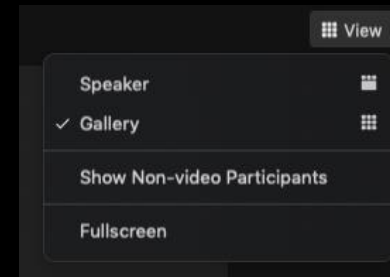 View
Speaker
Gallery
Show Non-video Participants
Fullscreen